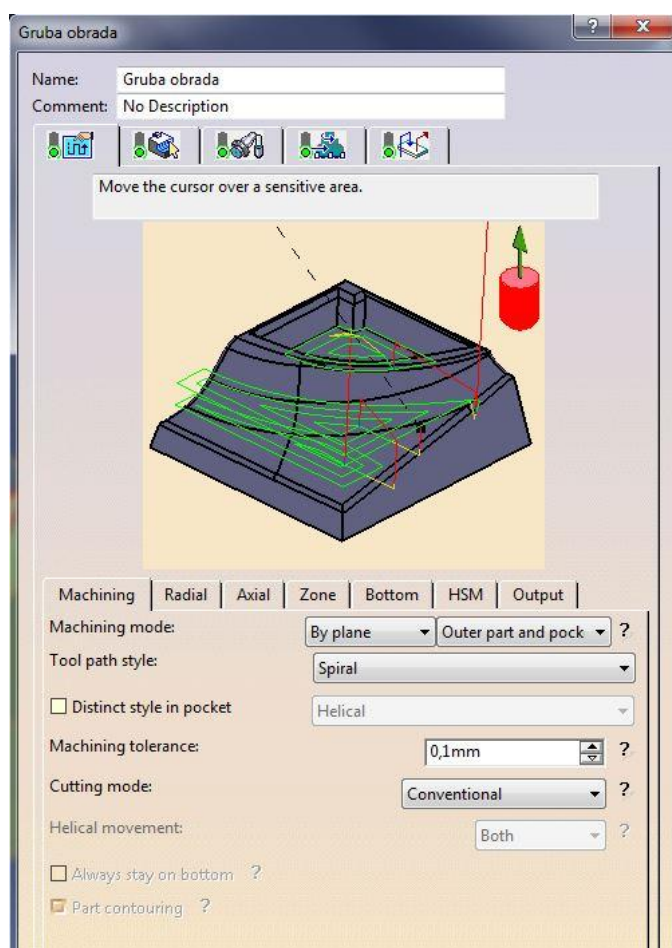 Gruba obrada
?
Name: Gruba obrada
Comment: No Description
Move the cursor over a sensitive area.
Machining Radial Axial Zone Bottom HSM Output
Machining mode: By plane Outer part and pock ?
Tool path style: Spiral
Distinct style in pocket Helical
Machining tolerance: 0,1mm ?
Cutting mode: Conventional ?
Helical movement: Both ?
Always stay on bottom ?
Part contouring ?